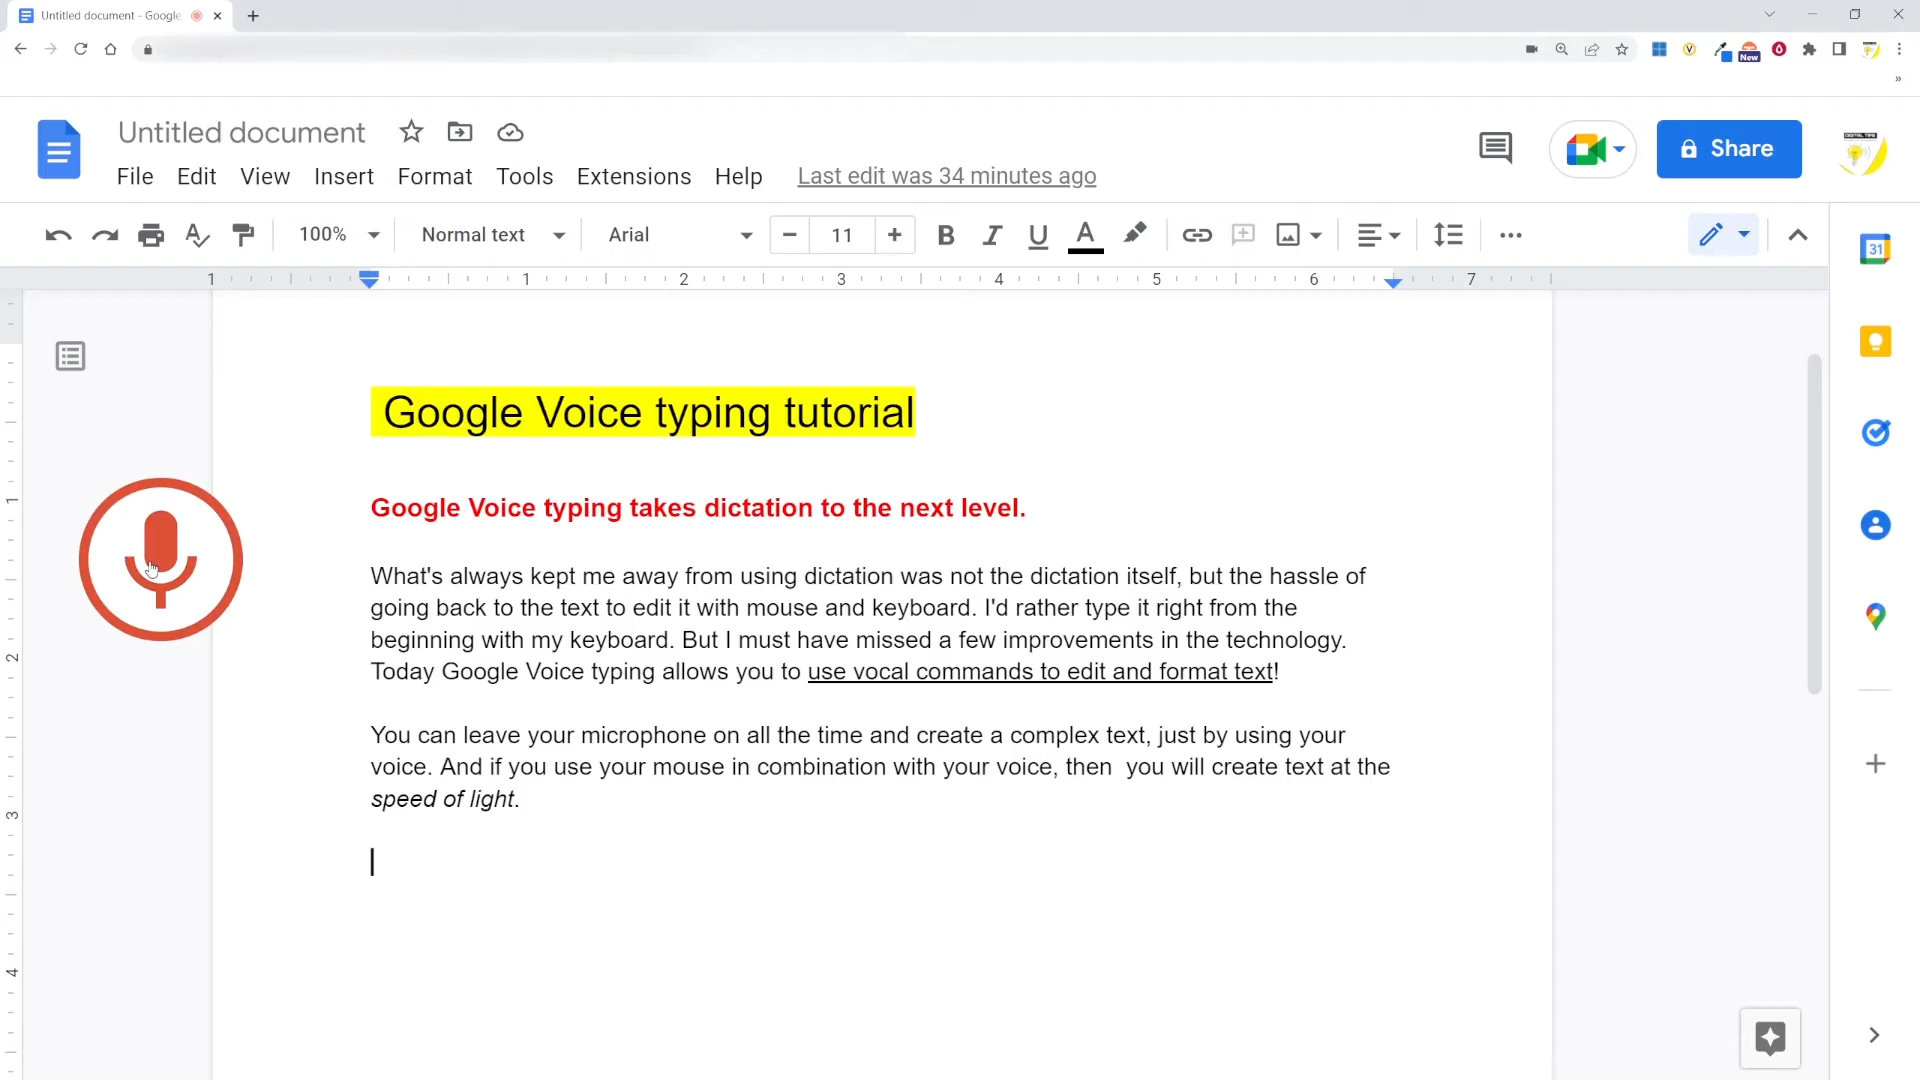 Untitled document - Google
New
Untitled document
File Edit View Insert Format Tools Extensions Help Last edit was 34 minutes ago
Share
100% Normal text Arial 11 B I U A
1 1 2 3 4 5 6 7
31
Google Voice typing tutorial
Google Voice typing takes dictation to the next level.
What's always kept me away from using dictation was not the dictation itself, but the hassle of
going back to the text to edit it with mouse and keyboard. I'd rather type it right from the
beginning with my keyboard. But I must have missed a few improvements in the technology.
Today Google Voice typing allows you to use vocal commands to edit and format text!
You can leave your microphone on all the time and create a complex text, just by using your
voice. And if you use your mouse in combination with your voice, then  you will create text at the
speed of light.
1
2
3
4